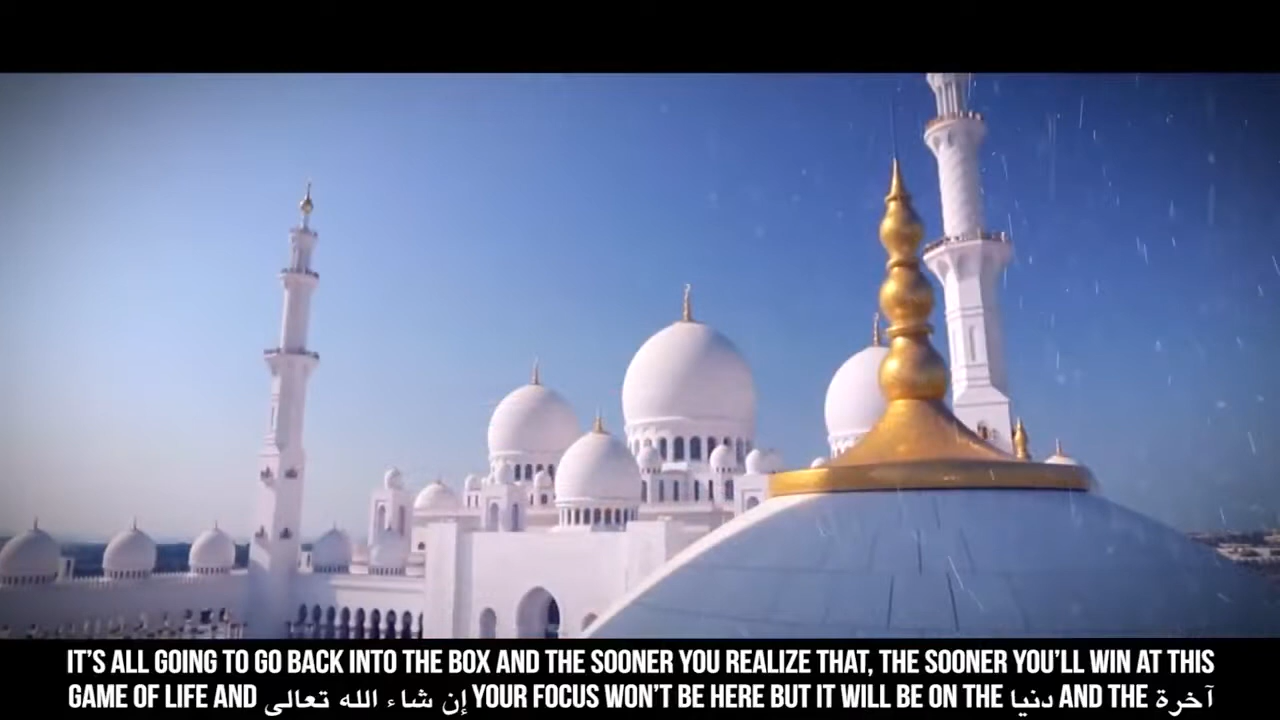 IT'S ALL GOING TO GO BACK INTO THE BOX AND THE SOONER YOU REALIZE THAT, THE SOONER YOU'LL WIN AT THIS
GAME OF LIFE AND إن شاء الله تعالى YOUR FOCUS WON'T BE HERE BUT IT WILL BE ON THE دنيا AND THE آخرة